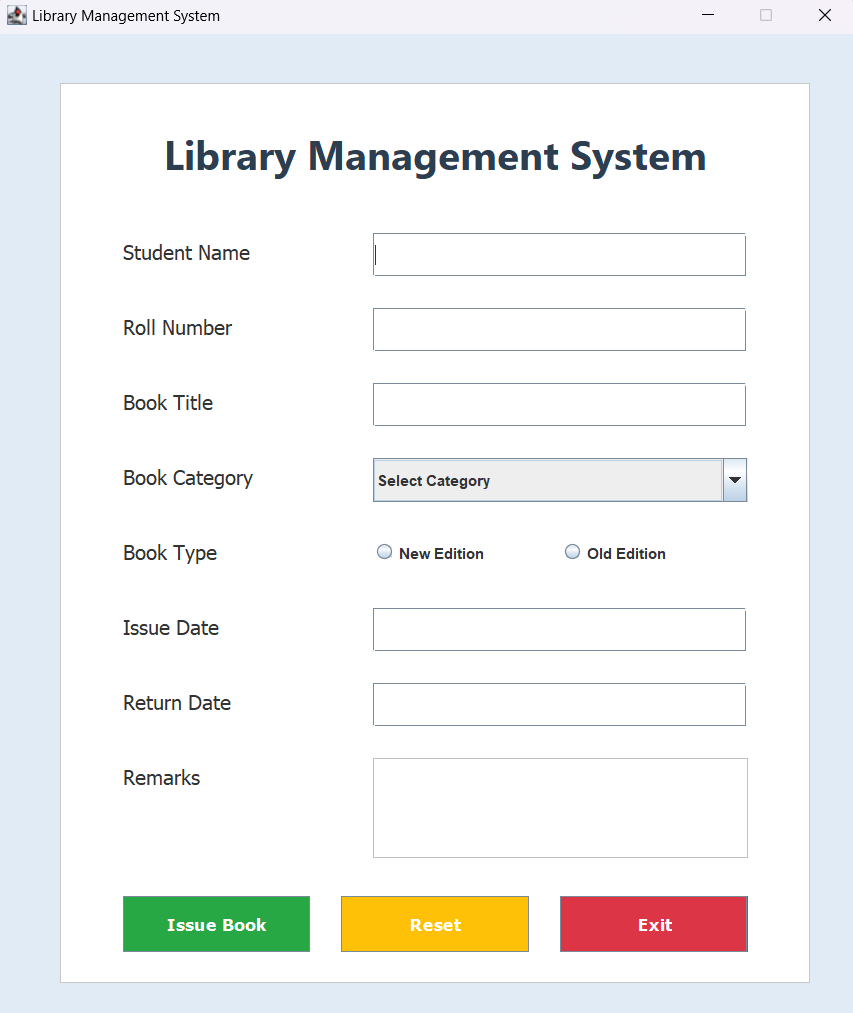 Library Management System
Library Management System
Student Name
Roll Number
Book Title
Book Category
Select Category
Book Type
New Edition
Old Edition
Issue Date
Return Date
Remarks
Issue Book
Reset
Exit